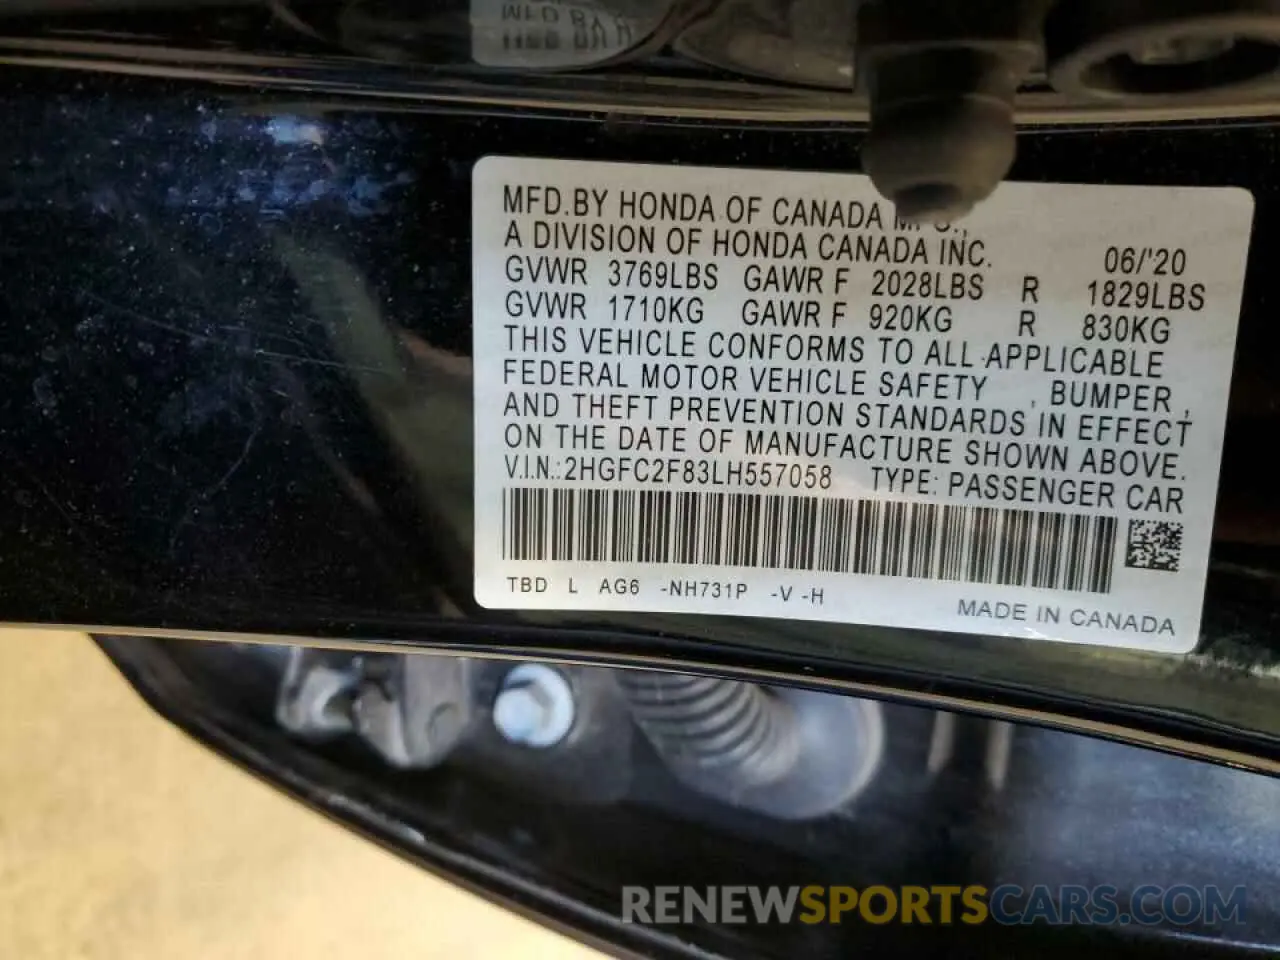 MFD.BY HONDA OF CANADA
A DIVISION OF HONDA CANADA INC. 06/'20
GVWR 3769LBS GAWR F 2028LBS R 1829LBS
GVWR 1710KG GAWR F 920KG R 830KG
THIS VEHICLE CONFORMS TO ALL APPLICABLE
FEDERAL MOTOR VEHICLE SAFETY , BUMPER ,
AND THEFT PREVENTION STANDARDS IN EFFECT
ON THE DATE OF MANUFACTURE SHOWN ABOVE.
V.I.N.:2HGFC2F83LH557058 TYPE: PASSENGER CAR
TBD L AG6 -NH731P -V -H
MADE IN CANADA
RENEWSPORTSCARS.COM